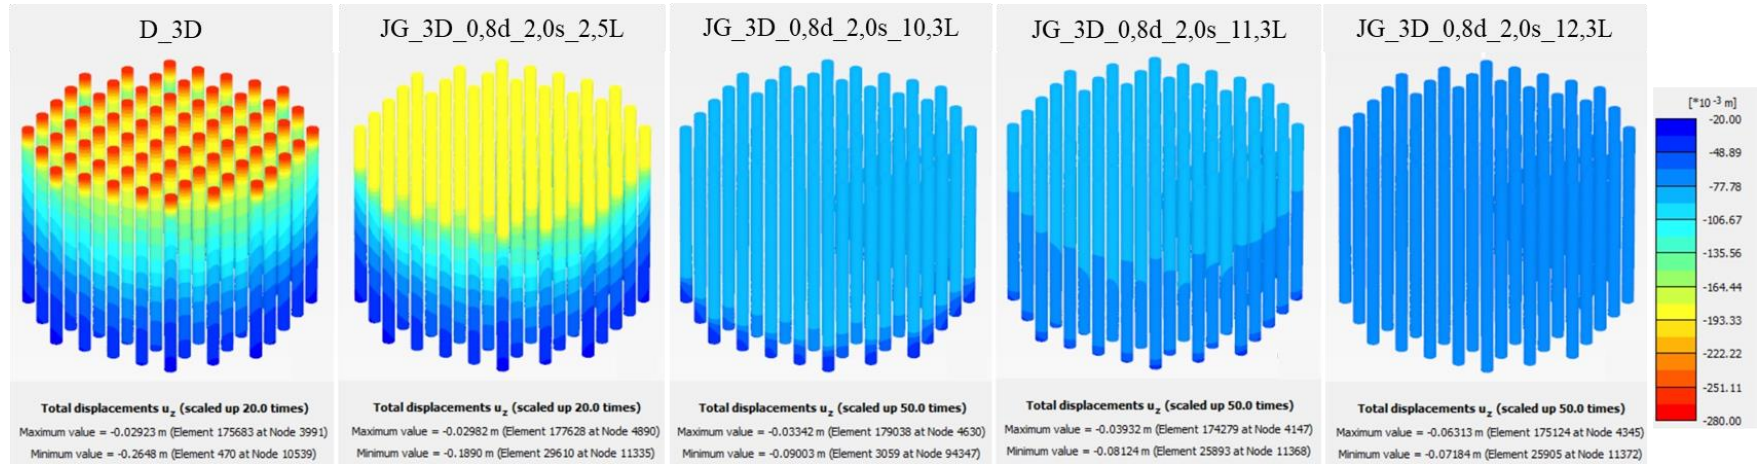 D_3D
Total displacements uz (scaled up 20.0 times)
Maximum value = -0.02923 m (Element 175683 at Node 3991)
Minimum value = -0.2648 m (Element 470 at Node 10539)
JG_3D_0,8d_2,0s_2,5L
Total displacements uz (scaled up 20.0 times)
Maximum value = -0.02982 m (Element 177628 at Node 4890)
Minimum value = -0.1890 m (Element 29610 at Node 11335)
JG_3D_0,8d_2,0s_10,3L
Total displacements uz (scaled up 50.0 times)
Maximum value = -0.03342 m (Element 179038 at Node 4630)
Minimum value = -0.09003 m (Element 3059 at Node 94347)
JG_3D_0,8d_2,0s_11,3L
Total displacements uz (scaled up 50.0 times)
Maximum value = -0.03932 m (Element 174279 at Node 4147)
Minimum value = -0.08124 m (Element 25893 at Node 11368)
JG_3D_0,8d_2,0s_12,3L
Total displacements uz (scaled up 50.0 times)
Maximum value = -0.06313 m (Element 175124 at Node 4345)
Minimum value = -0.07184 m (Element 25905 at Node 11372)
[*10⁻³ m]
-20.00
-48.89
-77.78
-106.67
-135.56
-164.44
-193.33
-222.22
-251.11
-280.00